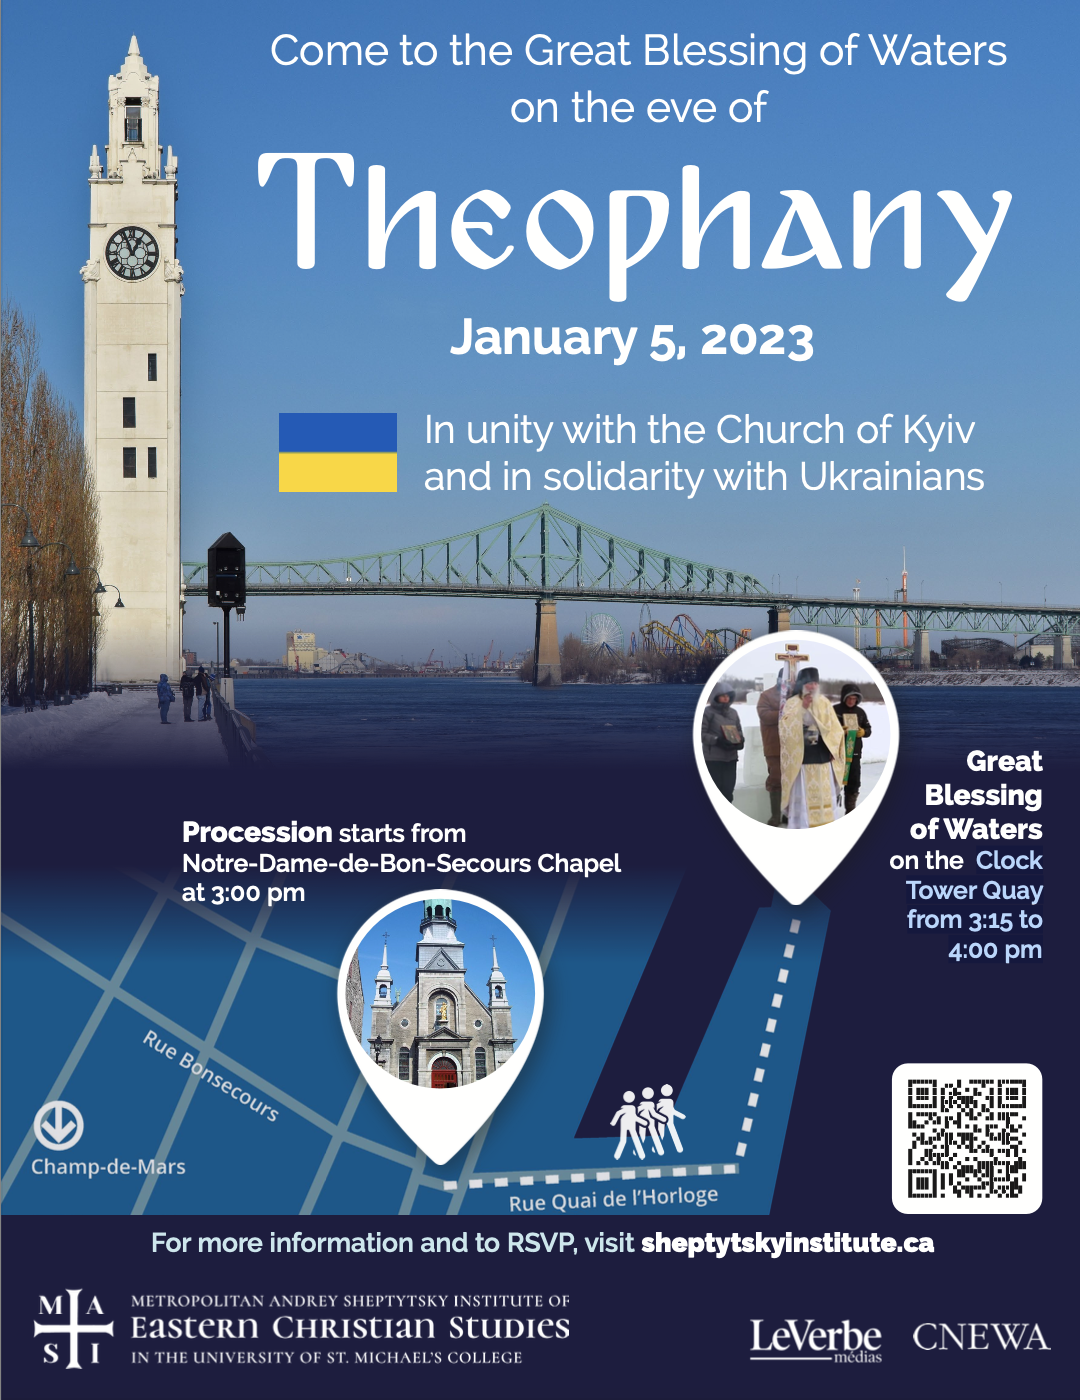 Come to the Great Blessing of Waters
on the eve of
Theophany
January 5, 2023
In unity with the Church of Kyiv
and in solidarity with Ukrainians
Great
Blessing
of Waters
on the Clock
Tower Quay
from 3:15 to
4:00 pm
Procession starts from
Notre-Dame-de-Bon-Secours Chapel
at 3:00 pm
Rue Bonsecours
Champ-de-Mars
Rue Quai de l'Horloge
For more information and to RSVP, visit sheptytskyinstitute.ca
M A
S I
METROPOLITAN ANDREY SHEPTYTSKY INSTITUTE OF
Eastern Christian Studies
IN THE UNIVERSITY OF ST. MICHAEL'S COLLEGE
LeVerbe
médias
CNEWA